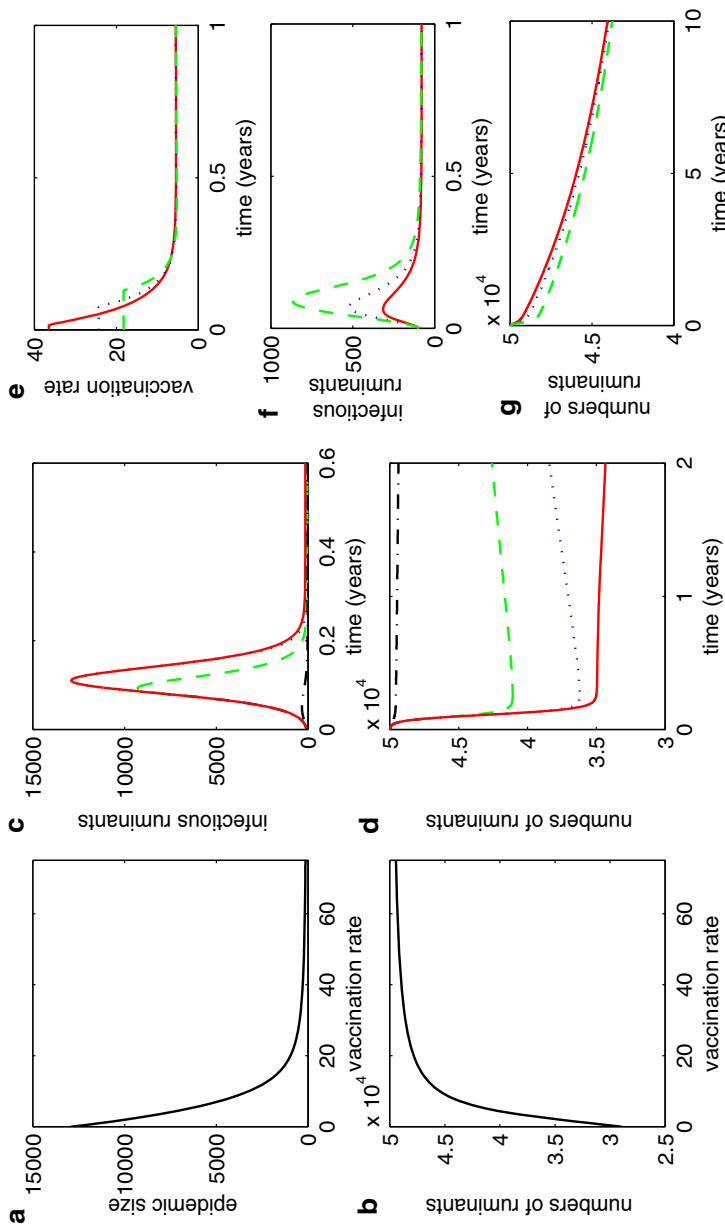 a
15000
10000
5000
0
epidemic size
0
20
40
60
vaccination rate
b
x 10^4
5
4.5
4
3.5
3
2.5
numbers of ruminants
0
20
40
60
vaccination rate
c
15000
10000
5000
0
infectious ruminants
0
0.2
0.4
0.6
time (years)
d
x 10^4
5
4.5
4
3.5
3
numbers of ruminants
0
1
2
time (years)
e
40
20
0
vaccination rate
0
0.5
1
time (years)
f
1000
500
0
infectious
ruminants
0
0.5
1
time (years)
g
x 10^4
5
4.5
4
numbers of
ruminants
0
5
10
time (years)